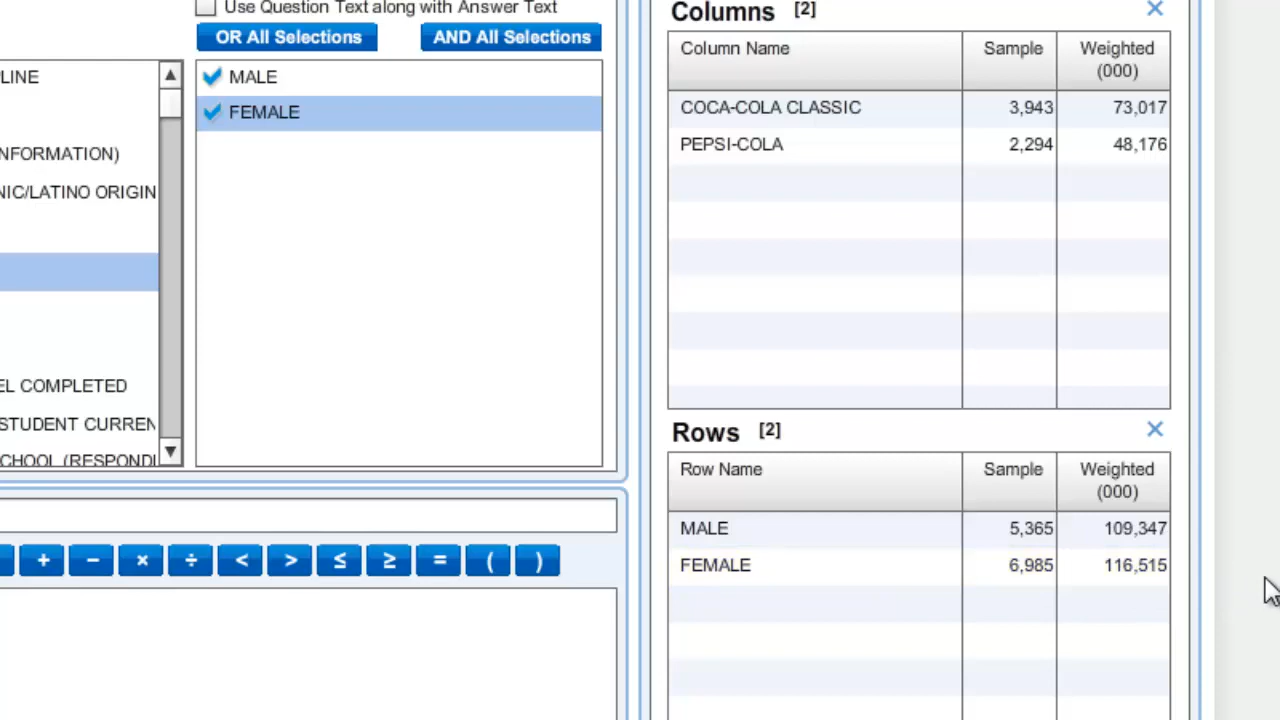 Use Question Text along with Answer Text
OR All Selections AND All Selections
LINE
NFORMATION)
NIC/LATINO ORIGIN
EL COMPLETED
STUDENT CURREN
CHOOL (RESPONDI
MALE
FEMALE
+ − × ÷ < > ≤ ≥ = ( )
Columns [2]
Column Name Sample Weighted
(000)
COCA-COLA CLASSIC 3,943 73,017
PEPSI-COLA 2,294 48,176
Rows [2]
Row Name Sample Weighted
(000)
MALE 5,365 109,347
FEMALE 6,985 116,515